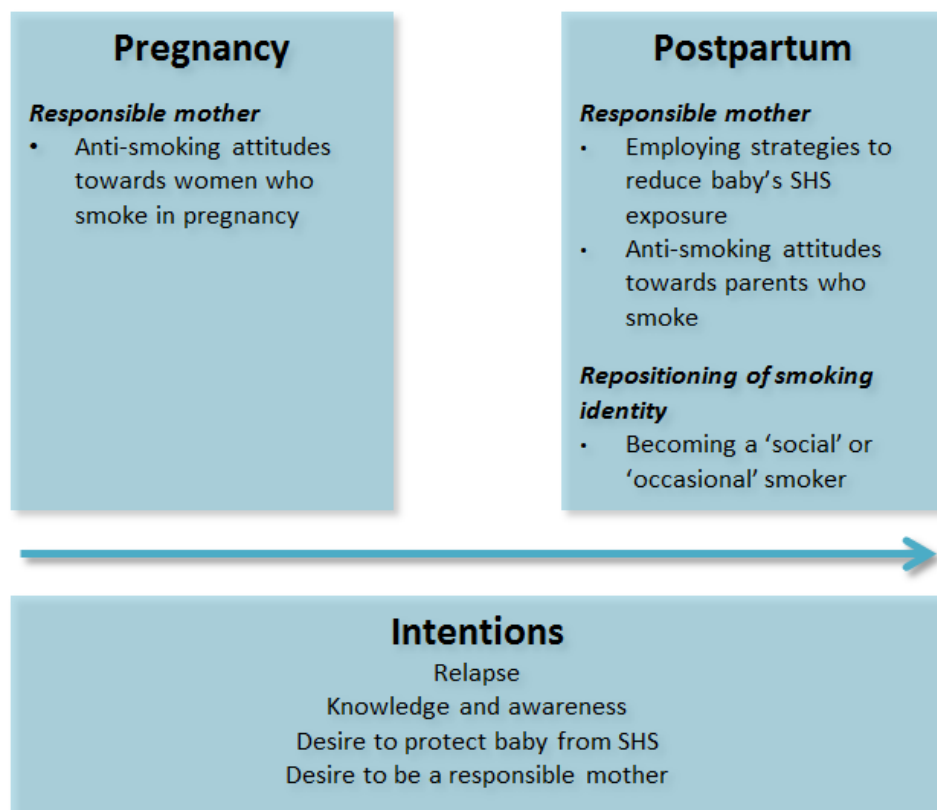 Pregnancy
Responsible mother
• Anti-smoking attitudes
towards women who
smoke in pregnancy
Postpartum
Responsible mother
• Employing strategies to
reduce baby’s SHS
exposure
• Anti-smoking attitudes
towards parents who
smoke
Repositioning of smoking
identity
• Becoming a ‘social’ or
‘occasional’ smoker
Intentions
Relapse
Knowledge and awareness
Desire to protect baby from SHS
Desire to be a responsible mother